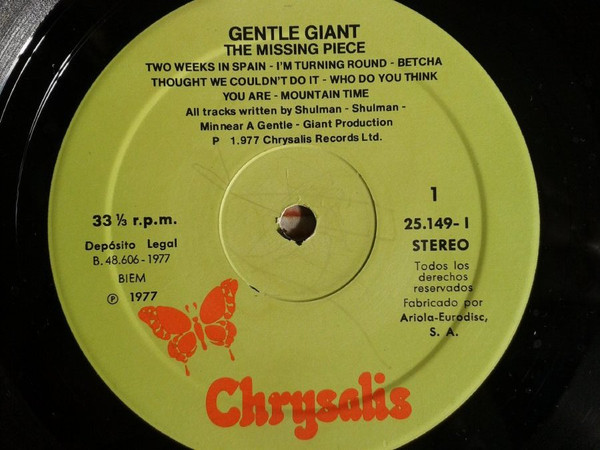 GENTLE GIANT
THE MISSING PIECE
TWO WEEKS IN SPAIN - I'M TURNING ROUND - BETCHA
THOUGHT WE COULDN'T DO IT - WHO DO YOU THINK
YOU ARE - MOUNTAIN TIME
All tracks written by Shulman - Shulman -
Minnear A Gentle - Giant Production
P 1.977 Chrysalis Records Ltd.
33 ⅓ r.p.m.
Depósito Legal
B. 48.606 - 1977
BIEM
℗ 1977
1
25.149 - I
STEREO
Todos los
derechos
reservados
Fabricado por
Ariola-Eurodisc,
S. A.
Chrysalis